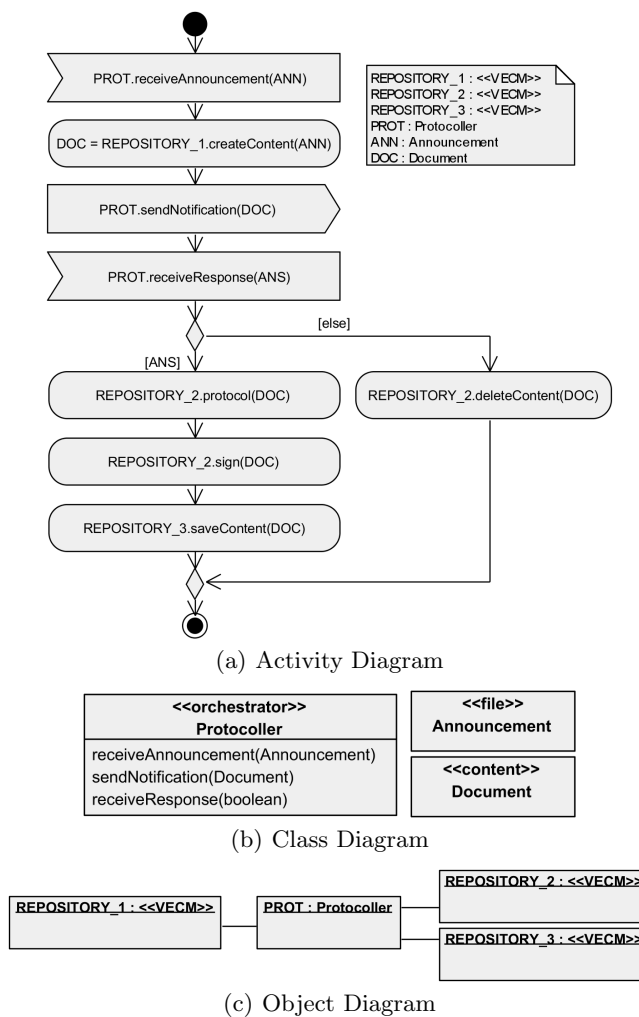 PROT.receiveAnnouncement(ANN)
REPOSITORY_1 : <<VECM>>
REPOSITORY_2 : <<VECM>>
REPOSITORY_3 : <<VECM>>
PROT : Protocoller
ANN : Announcement
DOC : Document
DOC = REPOSITORY_1.createContent(ANN)
PROT.sendNotification(DOC)
PROT.receiveResponse(ANS)
[else]
[ANS]
REPOSITORY_2.protocol(DOC)
REPOSITORY_2.deleteContent(DOC)
REPOSITORY_2.sign(DOC)
REPOSITORY_3.saveContent(DOC)
(a) Activity Diagram
<<orchestrator>>
Protocoller
receiveAnnouncement(Announcement)
sendNotification(Document)
receiveResponse(boolean)
<<file>>
Announcement
<<content>>
Document
(b) Class Diagram
REPOSITORY_1 : <<VECM>>
PROT : Protocoller
REPOSITORY_2 : <<VECM>>
REPOSITORY_3 : <<VECM>>
(c) Object Diagram